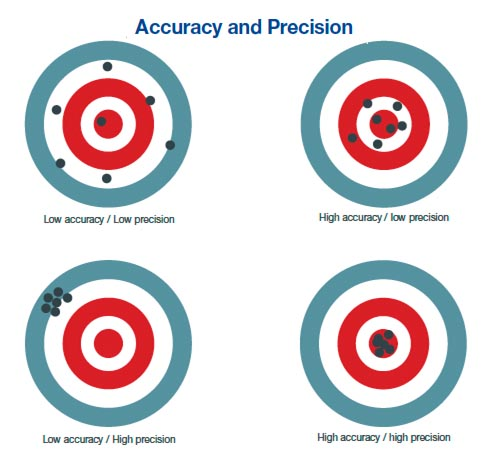 Accuracy and Precision
Low accuracy / Low precision
High accuracy / low precision
Low accuracy / High precision
High accuracy / high precision